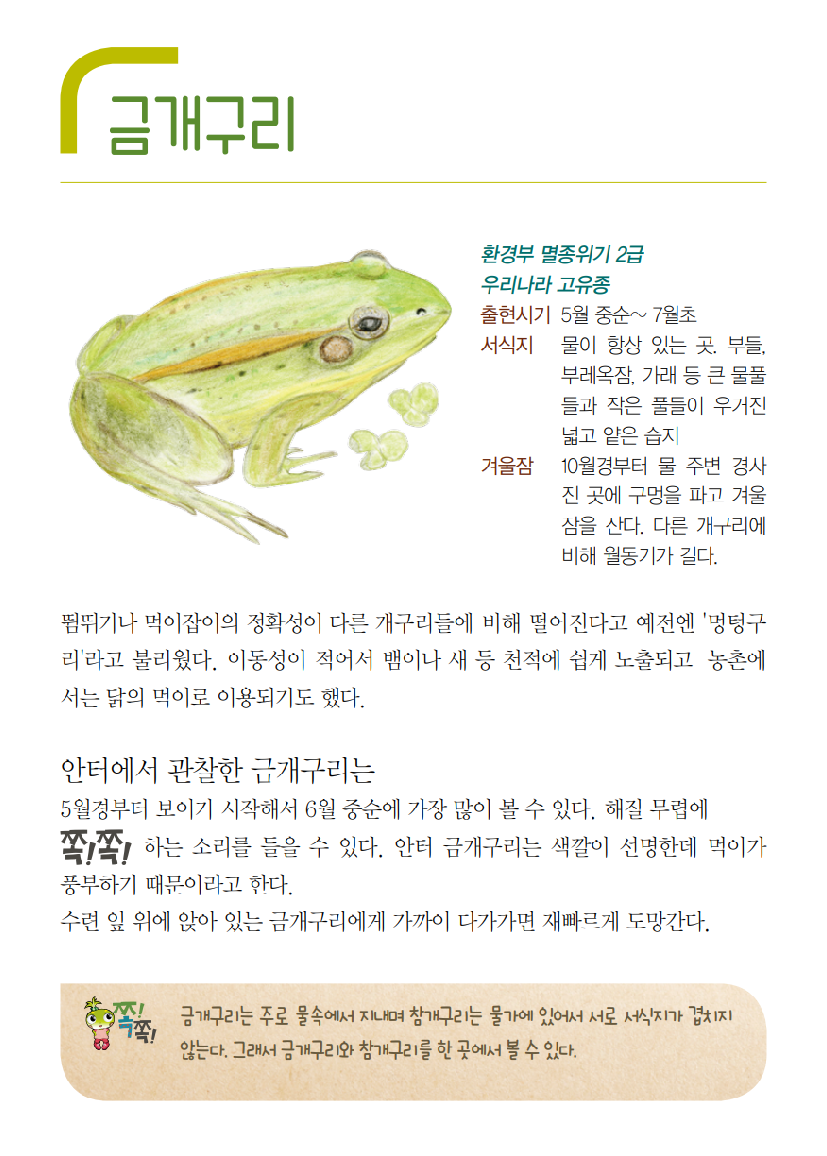 금개구리
환경부 멸종위기 2급
우리나라 고유종
출현시기 5월 중순~ 7월초
서식지 물이 항상 있는 곳. 부들,
부레옥잠, 가래 등 큰 물풀
들과 작은 풀들이 우거진
넓고 얕은 습지
겨울잠 10월경부터 물 주변 경사
진 곳에 구멍을 파고 겨울
삼을 산다. 다른 개구리에
비해 월동기가 길다.
뜀뛰기나 먹이잡이의 정확성이 다른 개구리들에 비해 떨어진다고 예전엔 '멍텅구
리'라고 불리웠다. 이동성이 적어서 뱀이나 새 등 천적에 쉽게 노출되고 농촌에
서는 닭의 먹이로 이용되기도 했다.
안터에서 관찰한 금개구리는
5월경부터 보이기 시작해서 6월 중순에 가장 많이 볼 수 있다. 해질 무렵에
쪽!쪽! 하는 소리를 들을 수 있다. 안터 금개구리는 색깔이 선명한데 먹이가
풍부하기 때문이라고 한다.
수련 잎 위에 앉아 있는 금개구리에게 가까이 다가가면 재빠르게 도망간다.
쪽! 쪽! 금개구리는 주로 물속에서 지내며 참개구리는 물가에 있어서 서로 서식지가 겹치지
않는다. 그래서 금개구리와 참개구리를 한 곳에서 볼 수 있다.